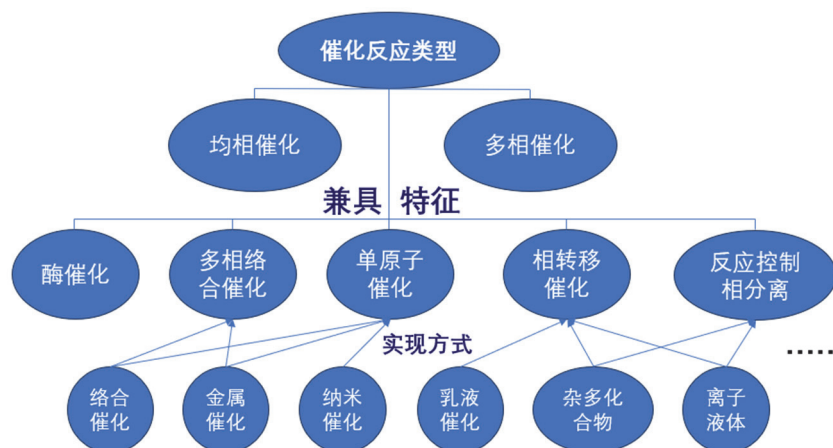 催化反应类型
均相催化
多相催化
兼具 特征
酶催化
多相络
合催化
单原子
催化
相转移
催化
反应控制
相分离
实现方式
……
络合
催化
金属
催化
纳米
催化
乳液
催化
杂多化
合物
离子
液体